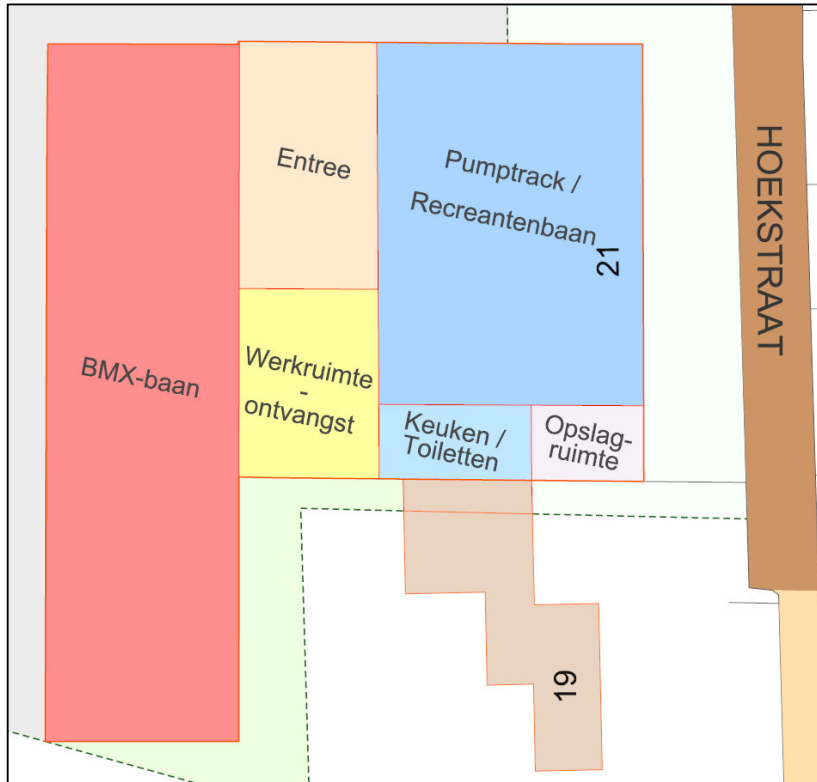 Entree
Pumptrack /
Recreantenbaan
21
HOEKSTRAAT
BMX-baan
Werkruimte
-
ontvangst
Keuken /
Toiletten
Opslag-
ruimte
19